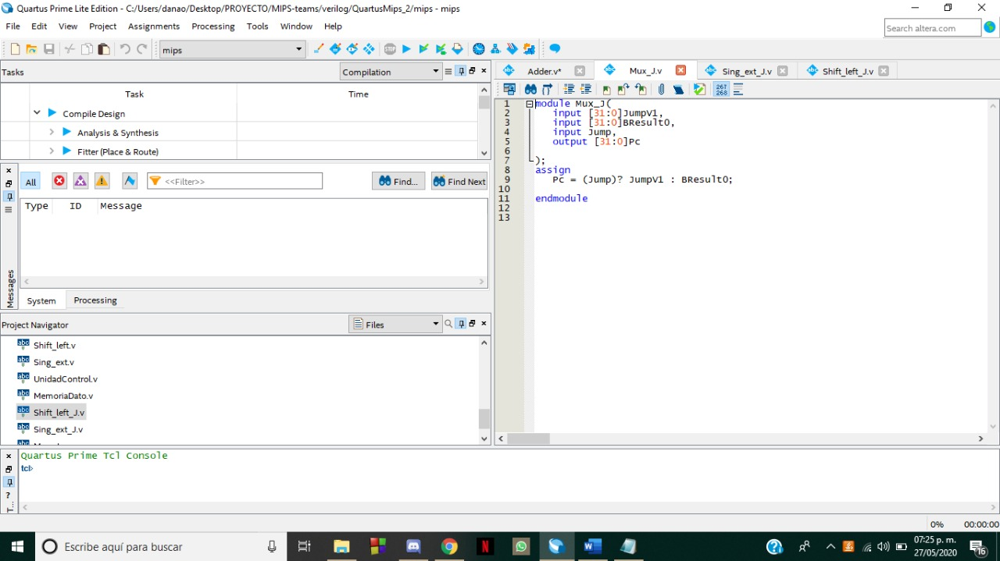 Quartus Prime Lite Edition - C:/Users/danao/Desktop/PROYECTO/MIPS-teams/verilog/QuartusMips_2/mips - mips
File Edit View Project Assignments Processing Tools Window Help
Search altera.com
mips
Tasks
Compilation
Task Time
Compile Design
Analysis & Synthesis
Fitter (Place & Route)
All
<<Filter>>
Find...
Find Next
Type ID Message
Messages
System Processing
Project Navigator
Files
Shift_left.v
Sing_ext.v
UnidadControl.v
MemoriaDato.v
Shift_left_J.v
Sing_ext_J.v
Adder.v* Mux_J.v Sing_ext_J.v Shift_left_J.v
267
268
1 module Mux_J(
2 input [31:0]JumpV1,
3 input [31:0]BResult0,
4 input Jump,
5 output [31:0]Pc
6
7 );
8 assign
9 Pc = (Jump)? JumpV1 : BResult0;
10
11 endmodule
12
13
Quartus Prime Tcl Console
tcl>
0% 00:00:00
Escribe aquí para buscar
07:25 p. m.
27/05/2020
16